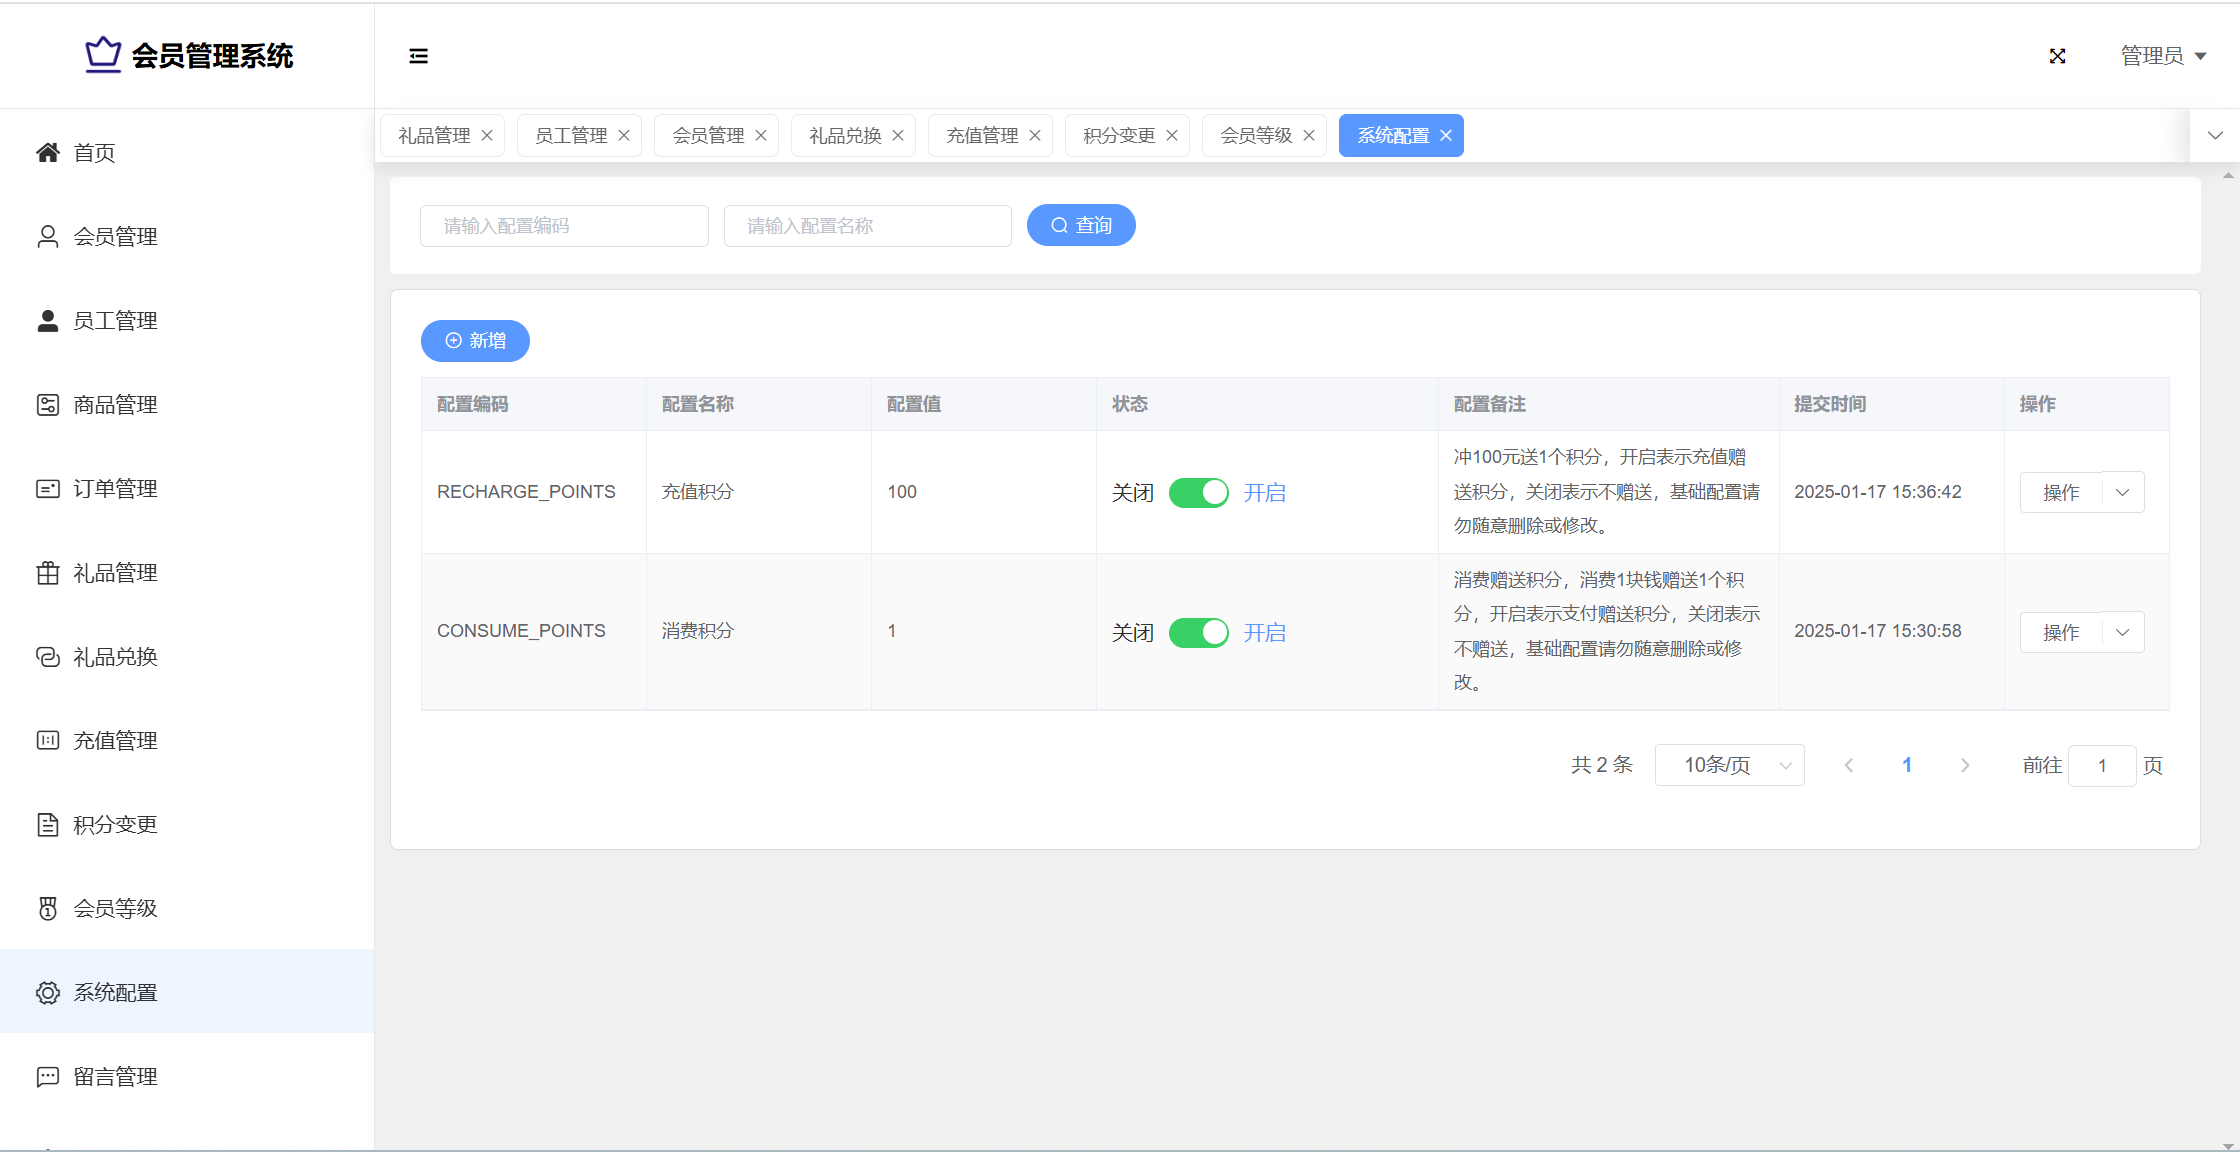 会员管理系统
管理员
首页
会员管理
员工管理
商品管理
订单管理
礼品管理
礼品兑换
充值管理
积分变更
会员等级
系统配置
留言管理
礼品管理 员工管理 会员管理 礼品兑换 充值管理 积分变更 会员等级 系统配置
请输入配置编码 请输入配置名称 查询
新增
配置编码 配置名称 配置值 状态 配置备注 提交时间 操作
RECHARGE_POINTS 充值积分 100 关闭 开启
冲100元送1个积分，开启表示充值赠
送积分，关闭表示不赠送，基础配置请
勿随意删除或修改。
2025-01-17 15:36:42 操作
CONSUME_POINTS 消费积分 1 关闭 开启
消费赠送积分，消费1块钱赠送1个积
分，开启表示支付赠送积分，关闭表示
不赠送，基础配置请勿随意删除或修
改。
2025-01-17 15:30:58 操作
共 2 条 10条/页 1 前往 1 页